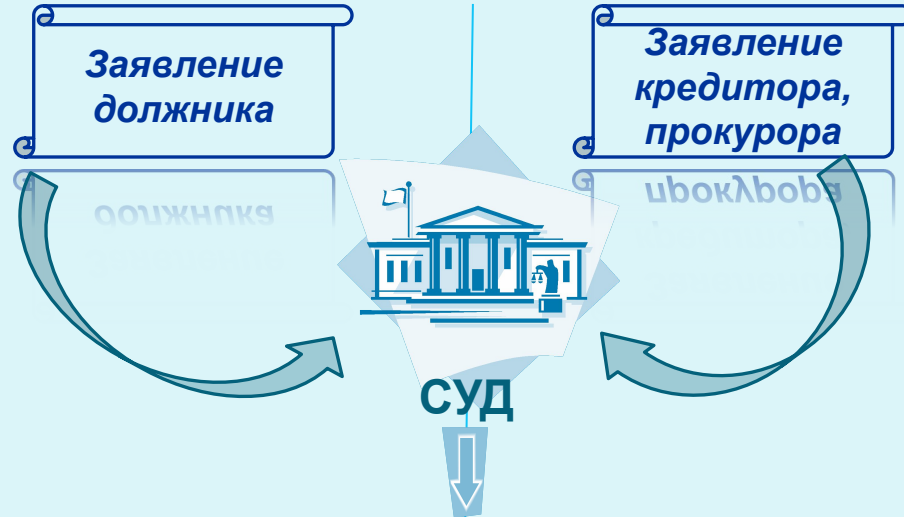 Заявление
должника
Заявление
кредитора,
прокурора
СУД